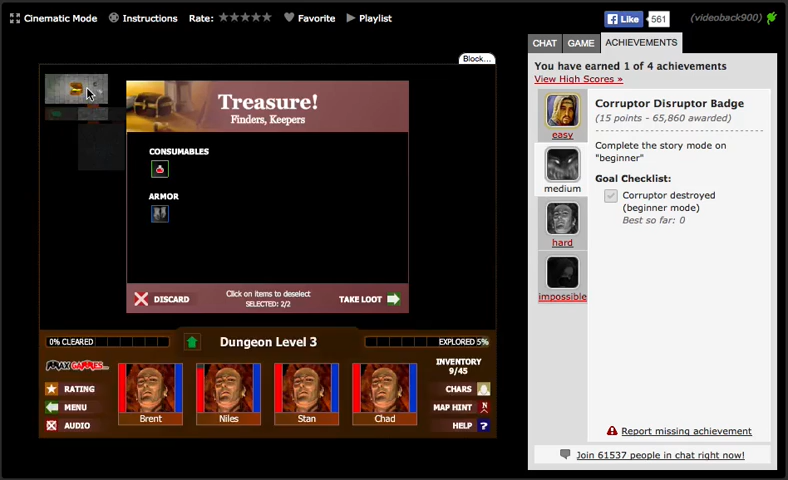 Cinematic Mode
Instructions
Rate:
Favorite
Playlist
Like
561
(videoback900)
Block...
Treasure!
Finders, Keepers
CONSUMABLES
ARMOR
DISCARD
Click on items to deselect
SELECTED: 2/2
TAKE LOOT
0% CLEARED
Dungeon Level 3
EXPLORED 5%
MAX GAMES
INVENTORY
9/45
RATING
MENU
AUDIO
Brent
Niles
Stan
Chad
CHARS
MAP HINT
N
HELP
?
CHAT
GAME
ACHIEVEMENTS
You have earned 1 of 4 achievements
View High Scores »
easy
medium
hard
impossible
Corruptor Disruptor Badge
(15 points - 65,860 awarded)
Complete the story mode on
"beginner"
Goal Checklist:
Corruptor destroyed
(beginner mode)
Best so far: 0
Report missing achievement
Join 61537 people in chat right now!